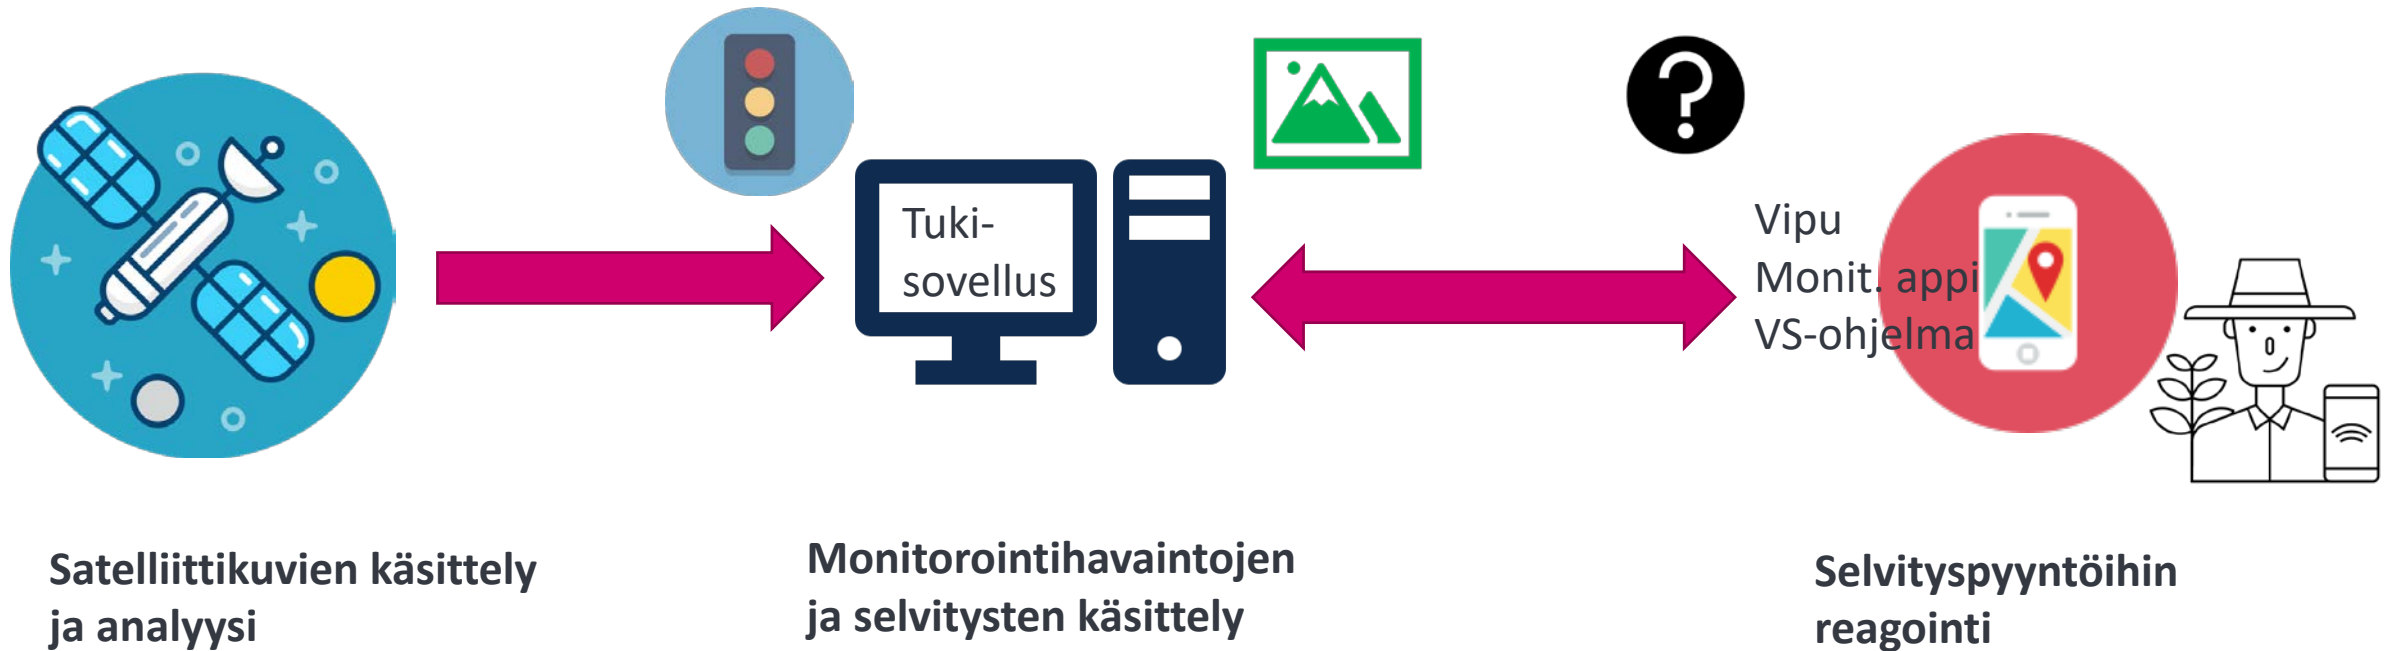 Tuki-
sovellus
Vipu
Monit. appi
VS-ohjelma
Satelliittikuvien käsittely
ja analyysi
Monitorointihavaintojen
ja selvitysten käsittely
Selvityspyyntöihin
reagointi